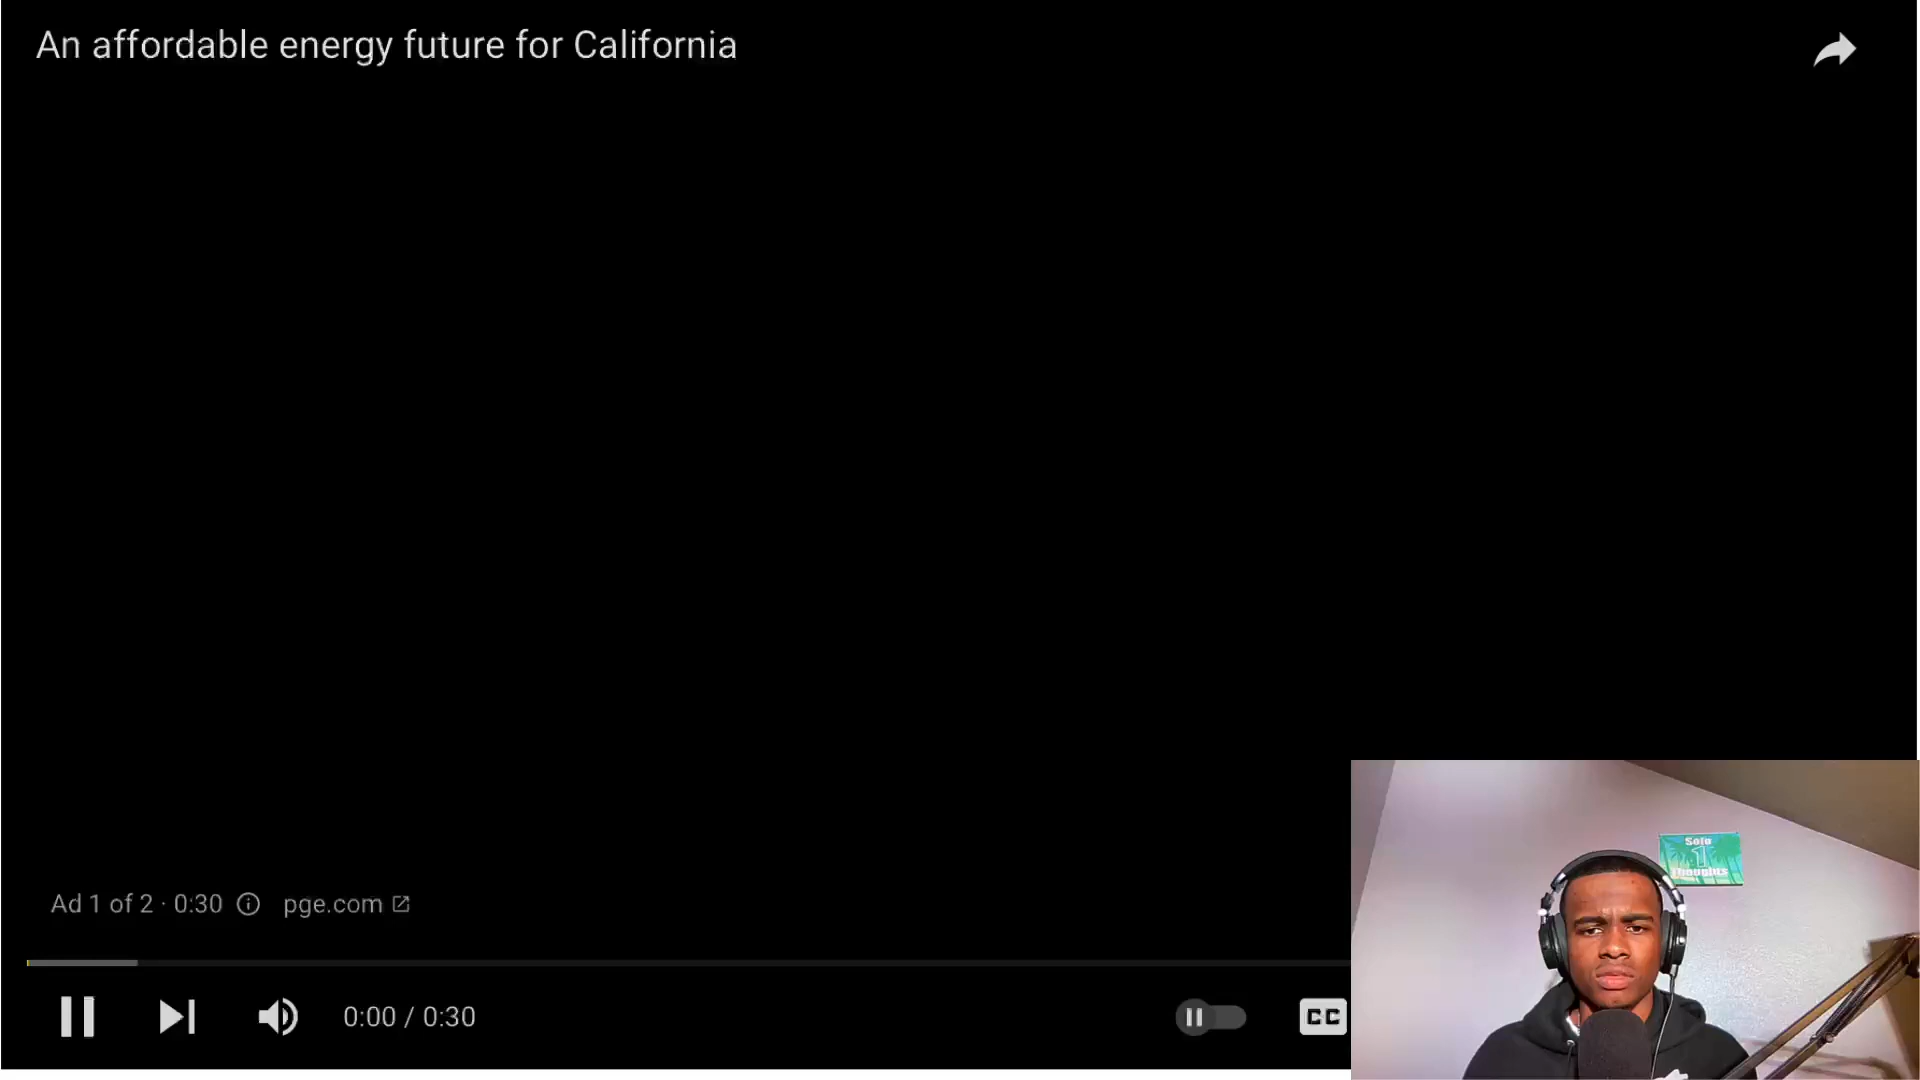 An affordable energy future for California
Ad 1 of 2 · 0:30 pge.com
0:00 / 0:30
CC
Solo
1
Thoughts